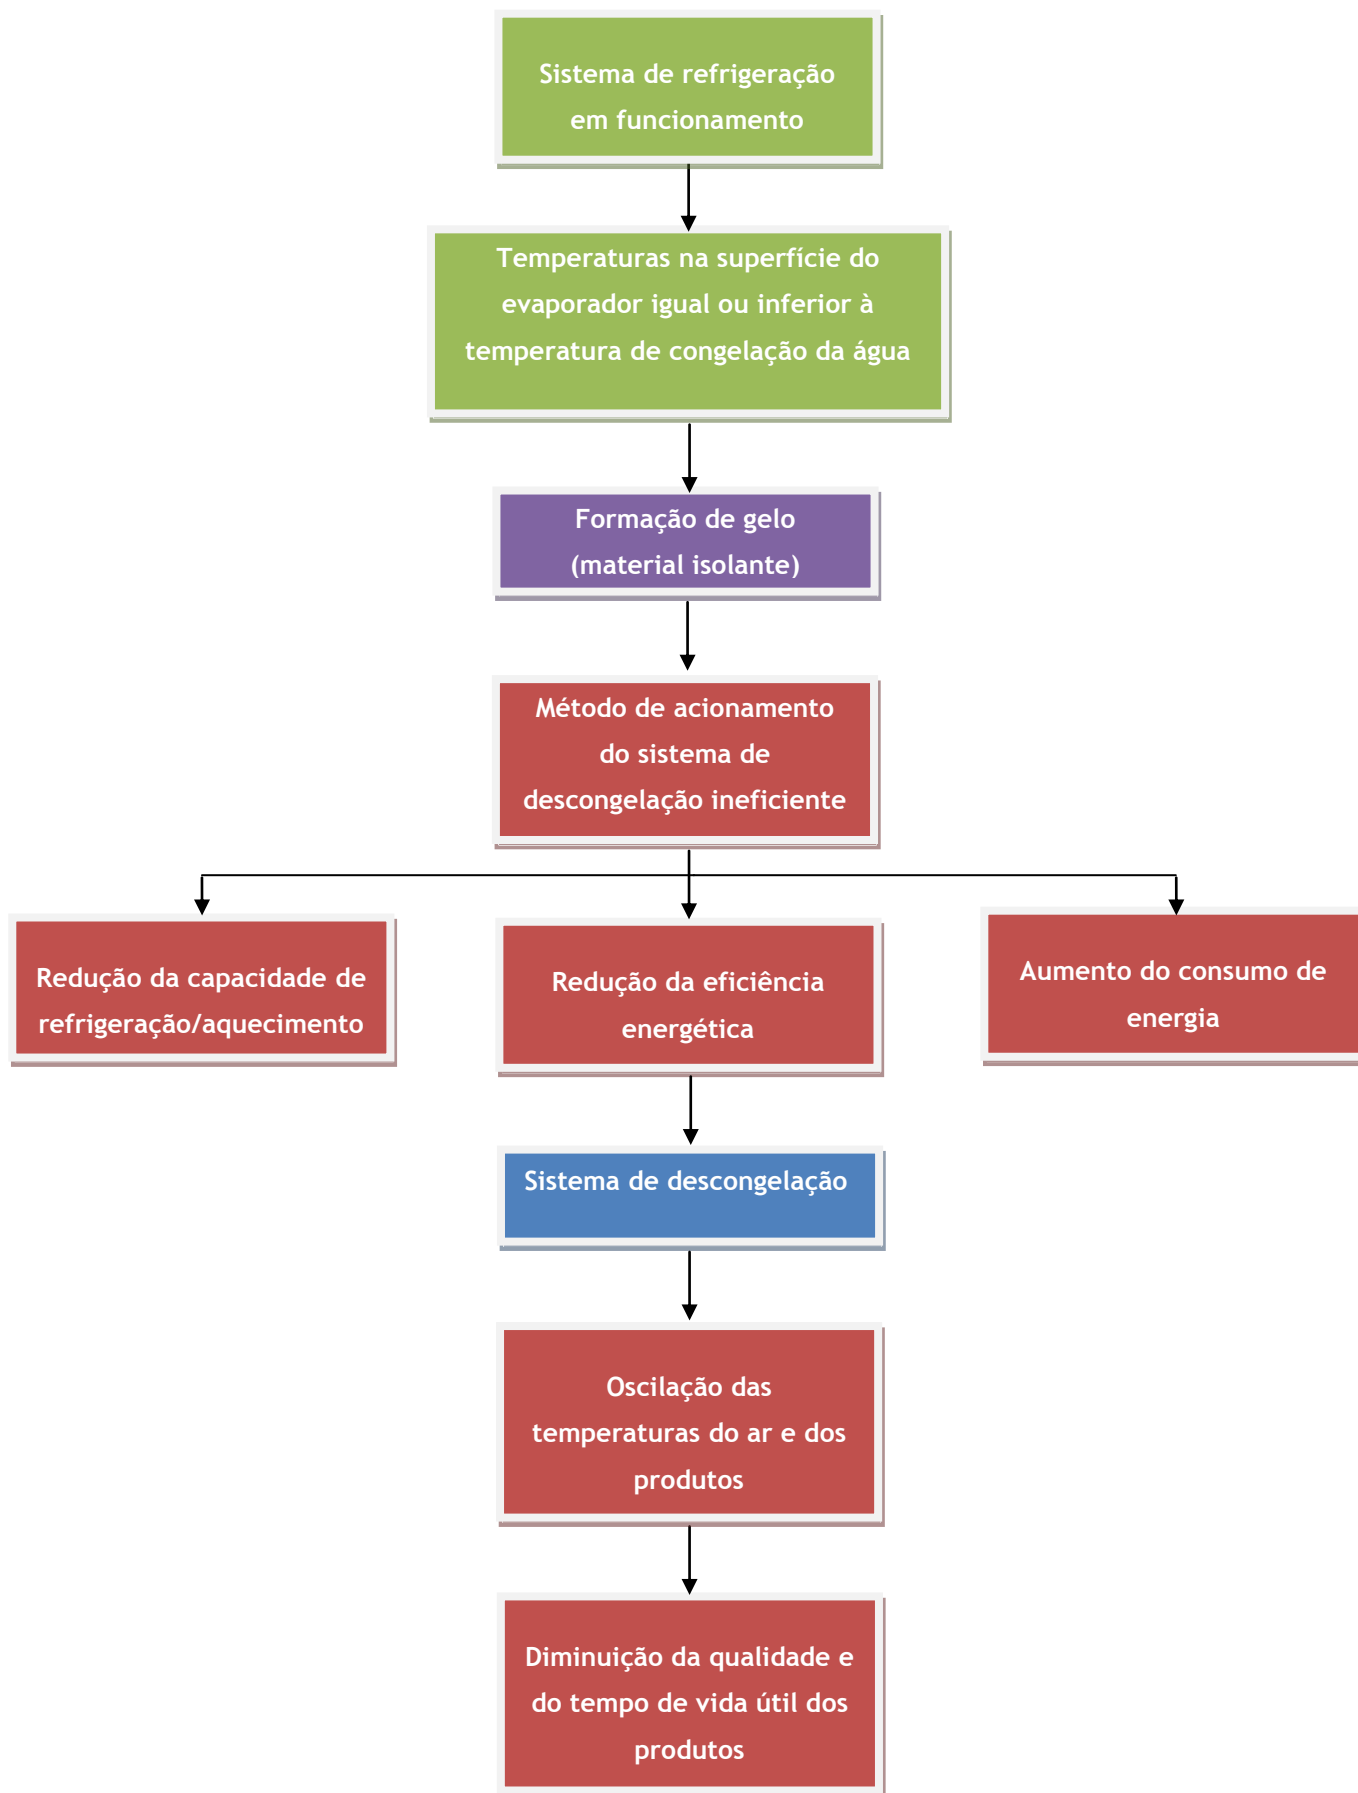 Sistema de refrigeração
em funcionamento
Temperaturas na superfície do
evaporador igual ou inferior à
temperatura de congelação da água
Formação de gelo
(material isolante)
Método de acionamento
do sistema de
descongelação ineficiente
Redução da capacidade de
refrigeração/aquecimento
Redução da eficiência
energética
Aumento do consumo de
energia
Sistema de descongelação
Oscilação das
temperaturas do ar e dos
produtos
Diminuição da qualidade e
do tempo de vida útil dos
produtos